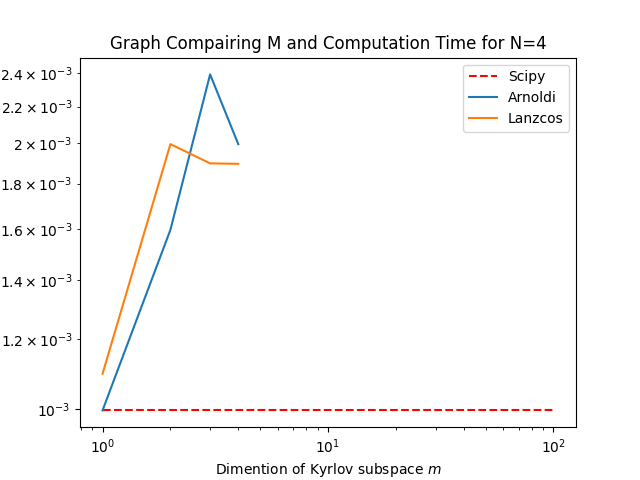 Graph Compairing M and Computation Time for N=4
2.4 × 10⁻³
2.2 × 10⁻³
2 × 10⁻³
1.8 × 10⁻³
1.6 × 10⁻³
1.4 × 10⁻³
1.2 × 10⁻³
10⁻³
Scipy
Arnoldi
Lanzcos
10⁰ 10¹ 10²
Dimention of Kyrlov subspace m